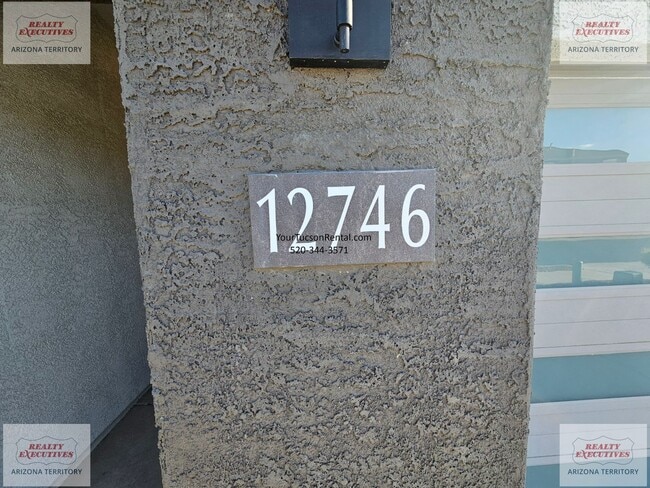 REALTY
EXECUTIVES
ARIZONA TERRITORY
REALTY
EXECUTIVES
ARIZONA TERRITORY
12746
YourTucsonRental.com
520-344-3571
REALTY
EXECUTIVES
ARIZONA TERRITORY
REALTY
EXECUTIVES
ARIZONA TERRITORY